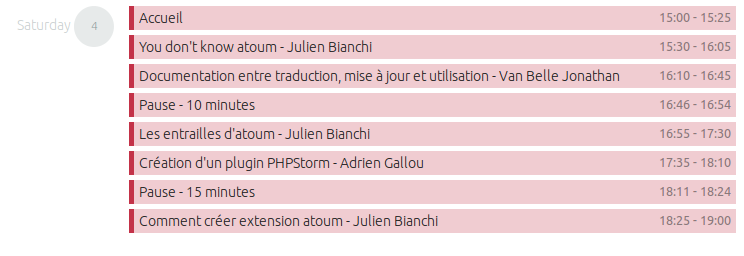 Saturday 4
Accueil 15:00 - 15:25
You don't know atoum - Julien Bianchi 15:30 - 16:05
Documentation entre traduction, mise à jour et utilisation - Van Belle Jonathan 16:10 - 16:45
Pause - 10 minutes 16:46 - 16:54
Les entrailles d'atoum - Julien Bianchi 16:55 - 17:30
Création d'un plugin PHPStorm - Adrien Gallou 17:35 - 18:10
Pause - 15 minutes 18:11 - 18:24
Comment créer extension atoum - Julien Bianchi 18:25 - 19:00